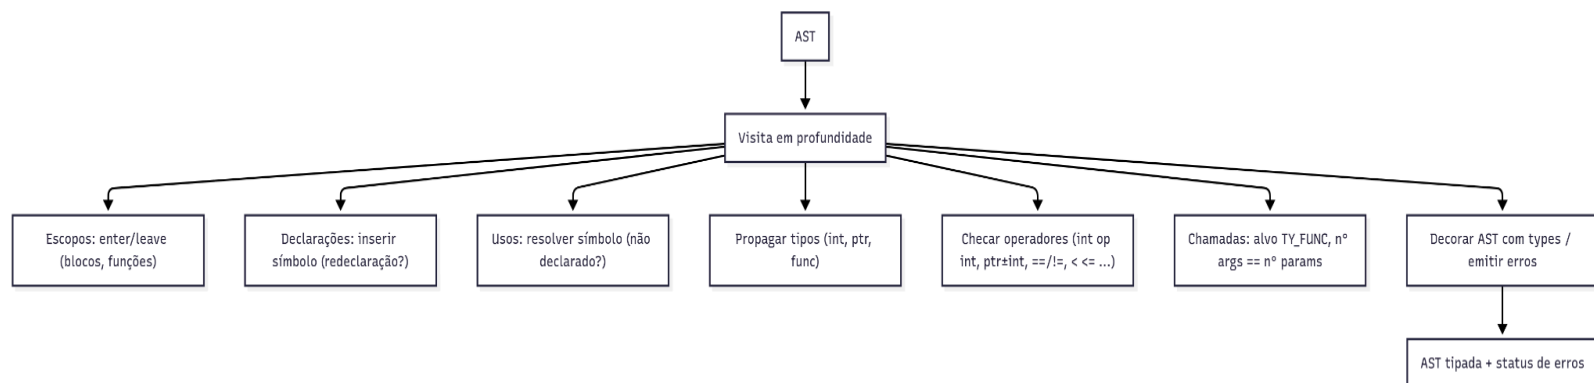 AST
Visita em profundidade
Escopos: enter/leave
(blocos, funções)
Declarações: inserir
símbolo (redeclaração?)
Usos: resolver símbolo (não
declarado?)
Propagar tipos (int, ptr,
func)
Checar operadores (int op
int, ptr±int, ==/!=, < <= ...)
Chamadas: alvo TY_FUNC, n°
args == n° params
Decorar AST com types /
emitir erros
AST tipada + status de erros